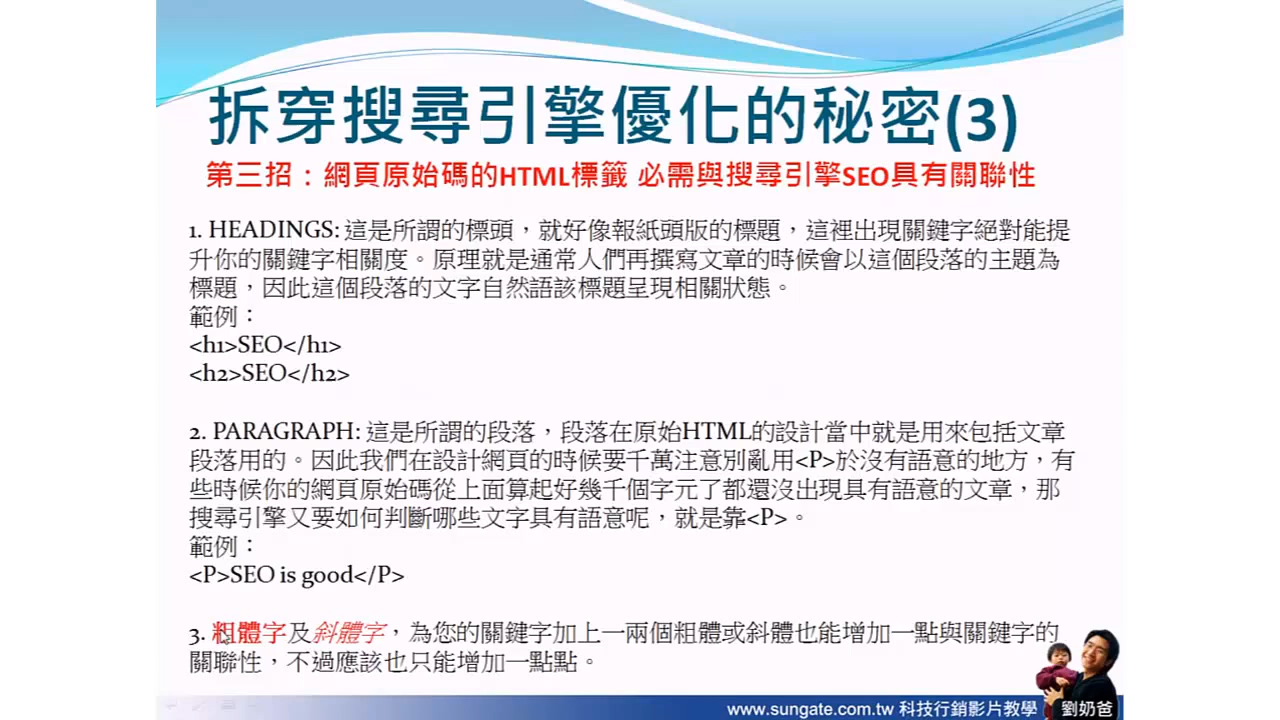 拆穿搜尋引擎優化的秘密(3)
第三招：網頁原始碼的HTML標籤 必需與搜尋引擎SEO具有關聯性
1. HEADINGS: 這是所謂的標頭，就好像報紙頭版的標題，這裡出現關鍵字絕對能提
升你的關鍵字相關度。原理就是通常人們再撰寫文章的時候會以這個段落的主題為
標題，因此這個段落的文字自然語該標題呈現相關狀態。
範例：
<h1>SEO</h1>
<h2>SEO</h2>
2. PARAGRAPH: 這是所謂的段落，段落在原始HTML的設計當中就是用來包括文章
段落用的。因此我們在設計網頁的時候要千萬注意別亂用<P>於沒有語意的地方，有
些時候你的網頁原始碼從上面算起好幾千個字元了都還沒出現具有語意的文章，那
搜尋引擎又要如何判斷哪些文字具有語意呢，就是靠<P>。
範例：
<P>SEO is good</P>
3. 粗體字及斜體字，為您的關鍵字加上一兩個粗體或斜體也能增加一點與關鍵字的
關聯性，不過應該也只能增加一點點。
www.sungate.com.tw 科技行銷影片教學
劉奶爸